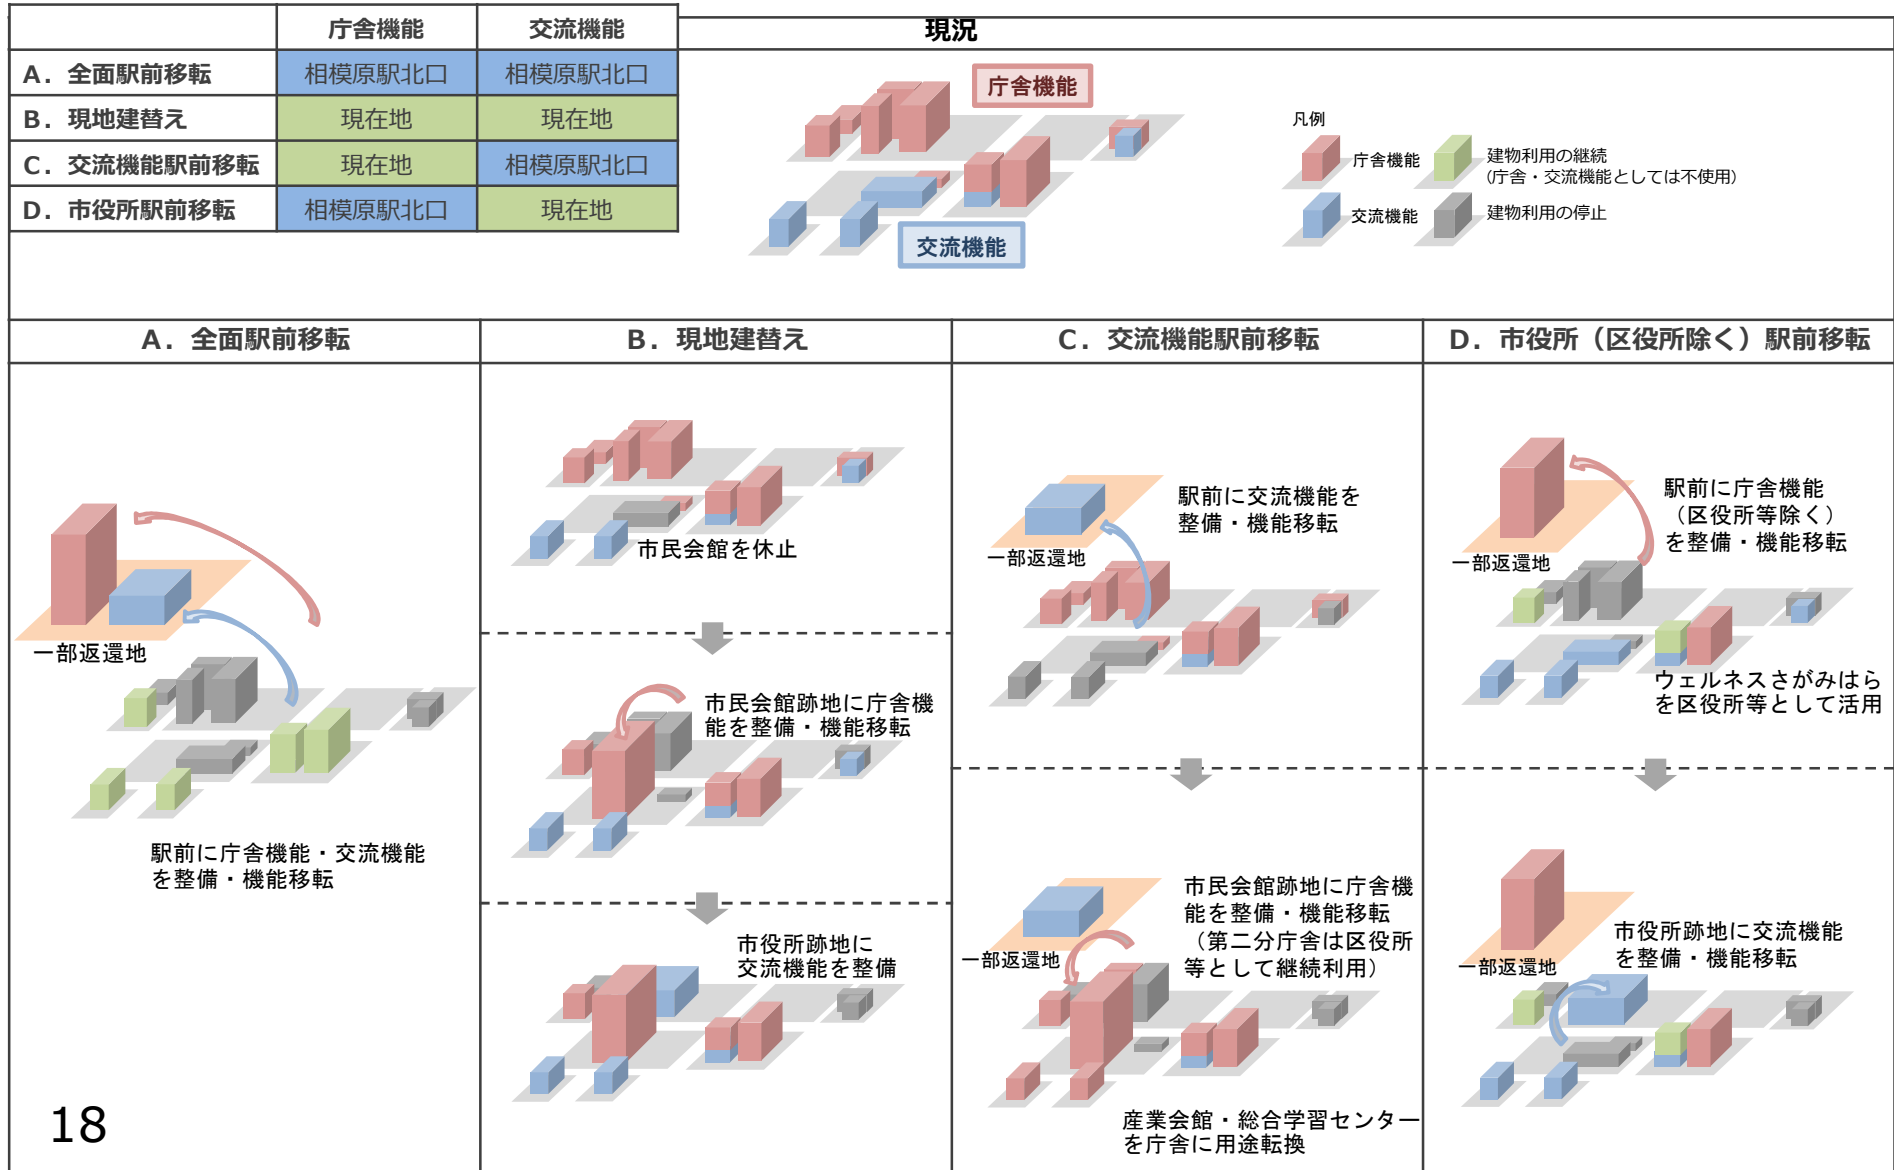 庁舎機能 交流機能
A. 全面駅前移転 相模原駅北口 相模原駅北口
B. 現地建替え 現在地 現在地
C. 交流機能駅前移転 現在地 相模原駅北口
D. 市役所駅前移転 相模原駅北口 現在地
現況
庁舎機能
交流機能
凡例
庁舎機能
建物利用の継続
(庁舎・交流機能としては不使用)
交流機能
建物利用の停止
A. 全面駅前移転
一部返還地
駅前に庁舎機能・交流機能
を整備・機能移転
B. 現地建替え
市民会館を休止
市民会館跡地に庁舎機
能を整備・機能移転
市役所跡地に
交流機能を整備
C. 交流機能駅前移転
駅前に交流機能を
整備・機能移転
一部返還地
市民会館跡地に庁舎機
能を整備・機能移転
（第二分庁舎は区役所
等として継続利用）
一部返還地
産業会館・総合学習センター
を庁舎に用途転換
D. 市役所（区役所除く）駅前移転
駅前に庁舎機能
（区役所等除く）
を整備・機能移転
一部返還地
ウェルネスさがみはら
を区役所等として活用
市役所跡地に交流機能
を整備・機能移転
一部返還地
18